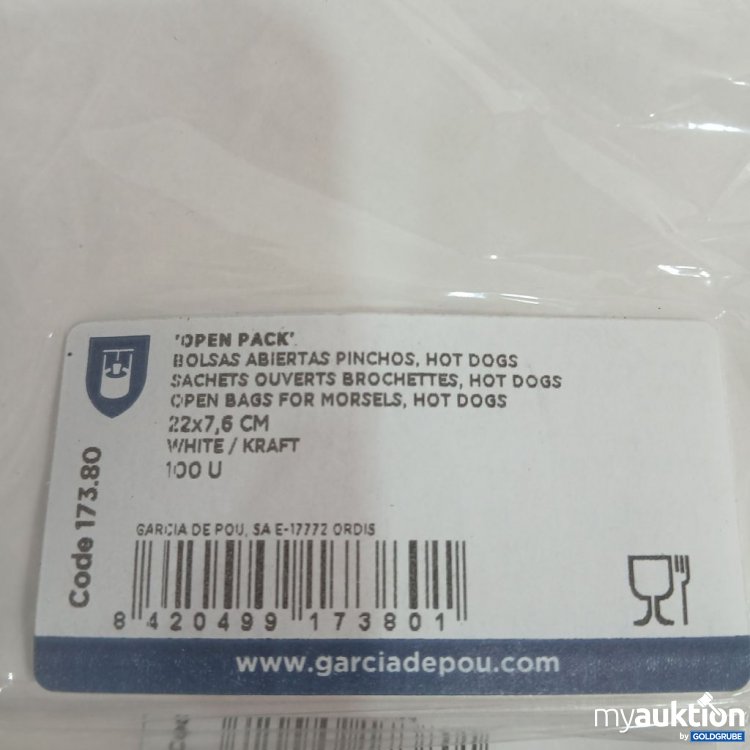 'OPEN PACK'
BOLSAS ABIERTAS PINCHOS, HOT DOGS
SACHETS OUVERTS BROCHETTES, HOT DOGS
OPEN BAGS FOR MORSELS, HOT DOGS
22x7,6 CM
WHITE / KRAFT
100 U
Code 173.80
GARCIA DE POU, SA E-17772 ORDIS
8 420499 173801
www.garciadepou.com
myauktion
by GOLDGRUBE